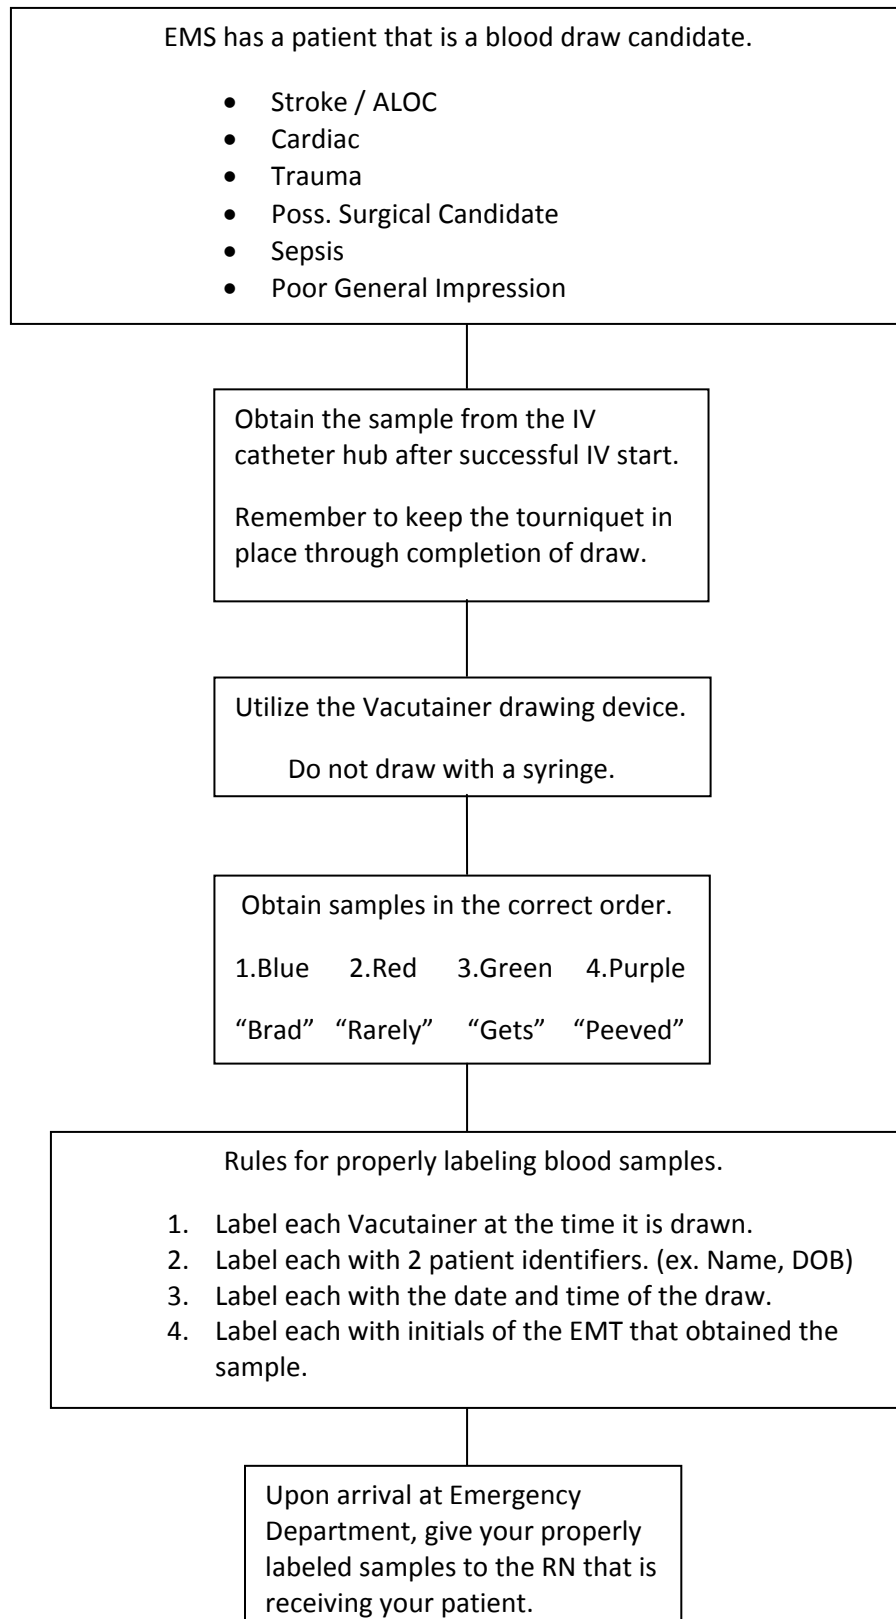 EMS has a patient that is a blood draw candidate.
• Stroke / ALOC
• Cardiac
• Trauma
• Poss. Surgical Candidate
• Sepsis
• Poor General Impression
Obtain the sample from the IV
catheter hub after successful IV start.
Remember to keep the tourniquet in
place through completion of draw.
Utilize the Vacutainer drawing device.
Do not draw with a syringe.
Obtain samples in the correct order.
1.Blue 2.Red 3.Green 4.Purple
“Brad” “Rarely” “Gets” “Peeved”
Rules for properly labeling blood samples.
1. Label each Vacutainer at the time it is drawn.
2. Label each with 2 patient identifiers. (ex. Name, DOB)
3. Label each with the date and time of the draw.
4. Label each with initials of the EMT that obtained the
sample.
Upon arrival at Emergency
Department, give your properly
labeled samples to the RN that is
receiving your patient.